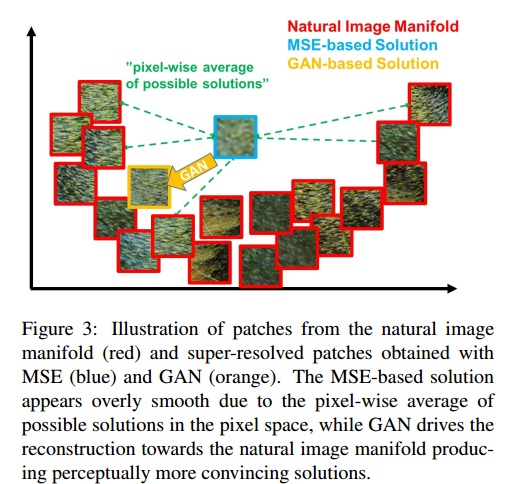 Natural Image Manifold
MSE-based Solution
GAN-based Solution
"pixel-wise average
of possible solutions"
GAN
Figure 3: Illustration of patches from the natural image
manifold (red) and super-resolved patches obtained with
MSE (blue) and GAN (orange). The MSE-based solution
appears overly smooth due to the pixel-wise average of
possible solutions in the pixel space, while GAN drives the
reconstruction towards the natural image manifold produc-
ing perceptually more convincing solutions.